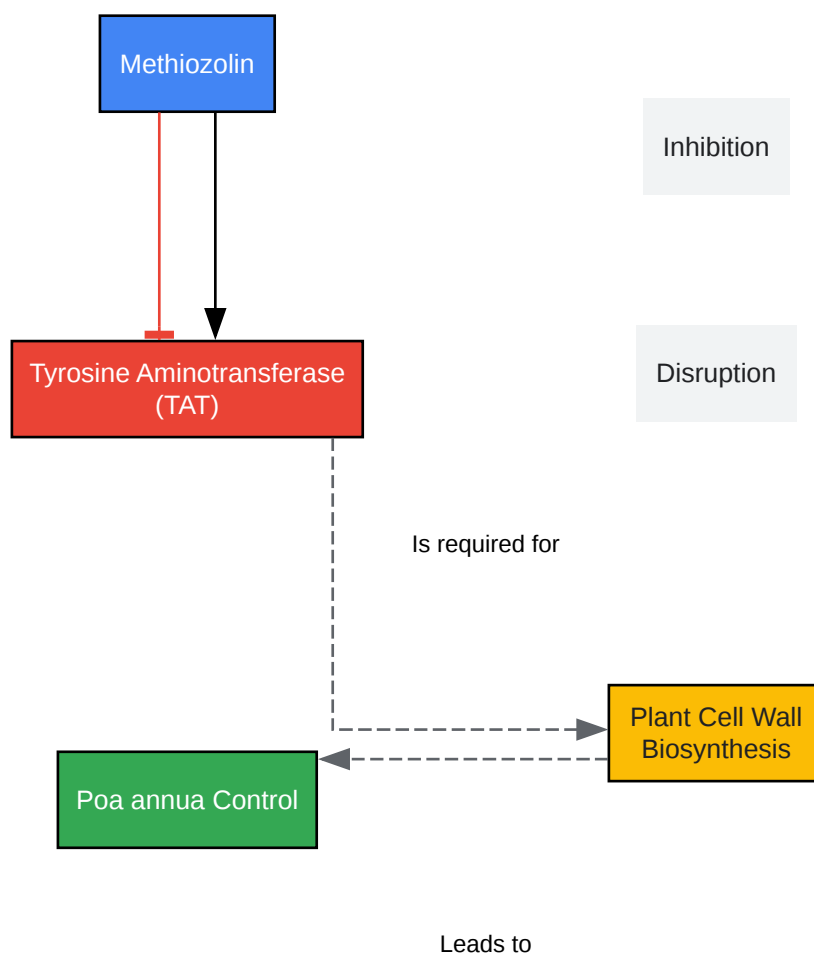 Methiozolin
Inhibition
Tyrosine Aminotransferase
(TAT)
Disruption
Is required for
Plant Cell Wall
Biosynthesis
Poa annua Control
Leads to